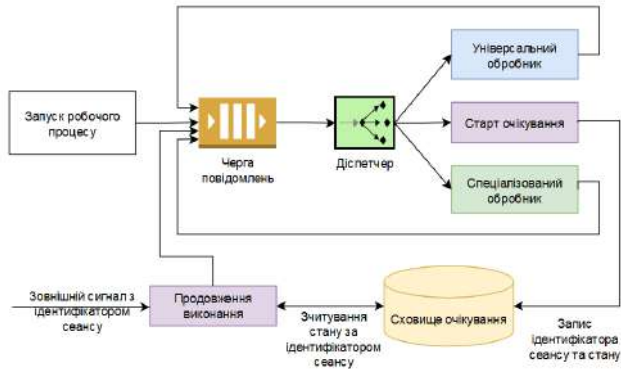 Універсальний
обробник
Запуск робочого
процесу
Старт очікування
Черга
повідомлень
Діспетчер
Спеціалізований
обробник
Зовнішній сигнал з
ідентифікатором
сеансу
Продовження
виконання
Зчитування
стану за
ідентифікатором
сеансу
Сховище очікування
Запис
ідентифікатора
сеансу та стану